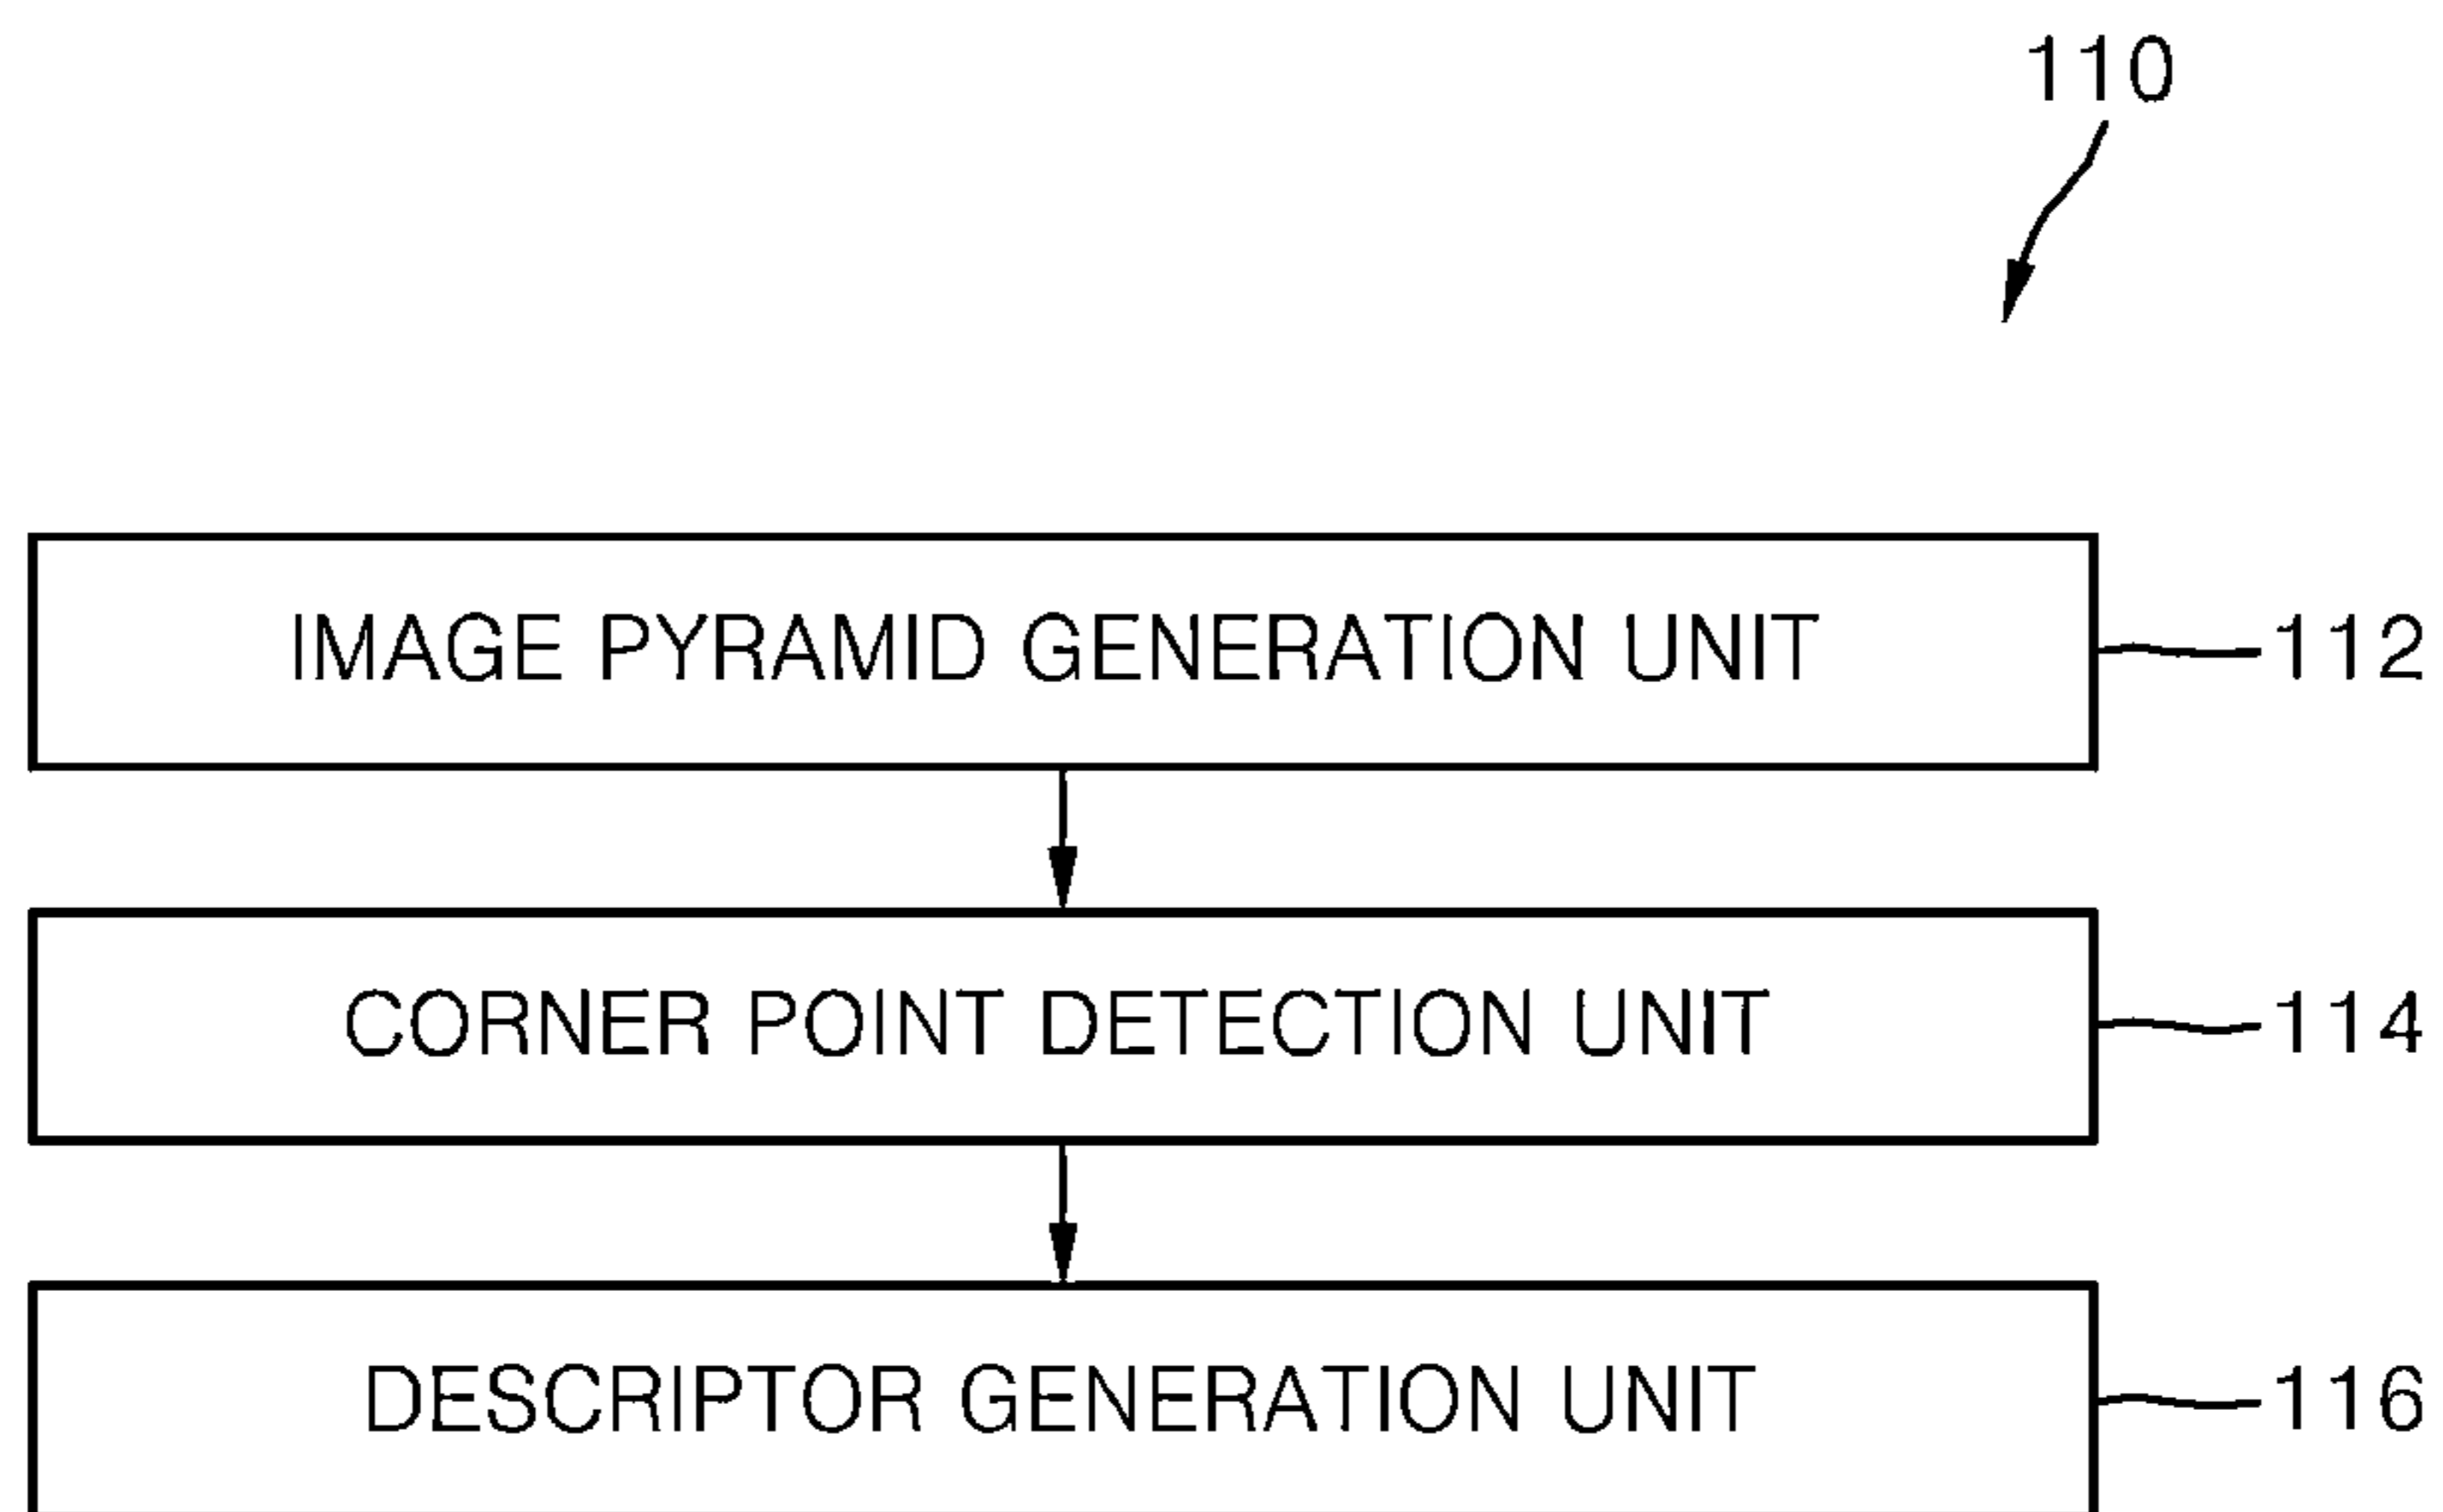 110
IMAGE PYRAMID GENERATION UNIT
112
CORNER POINT DETECTION UNIT
114
DESCRIPTOR GENERATION UNIT
116